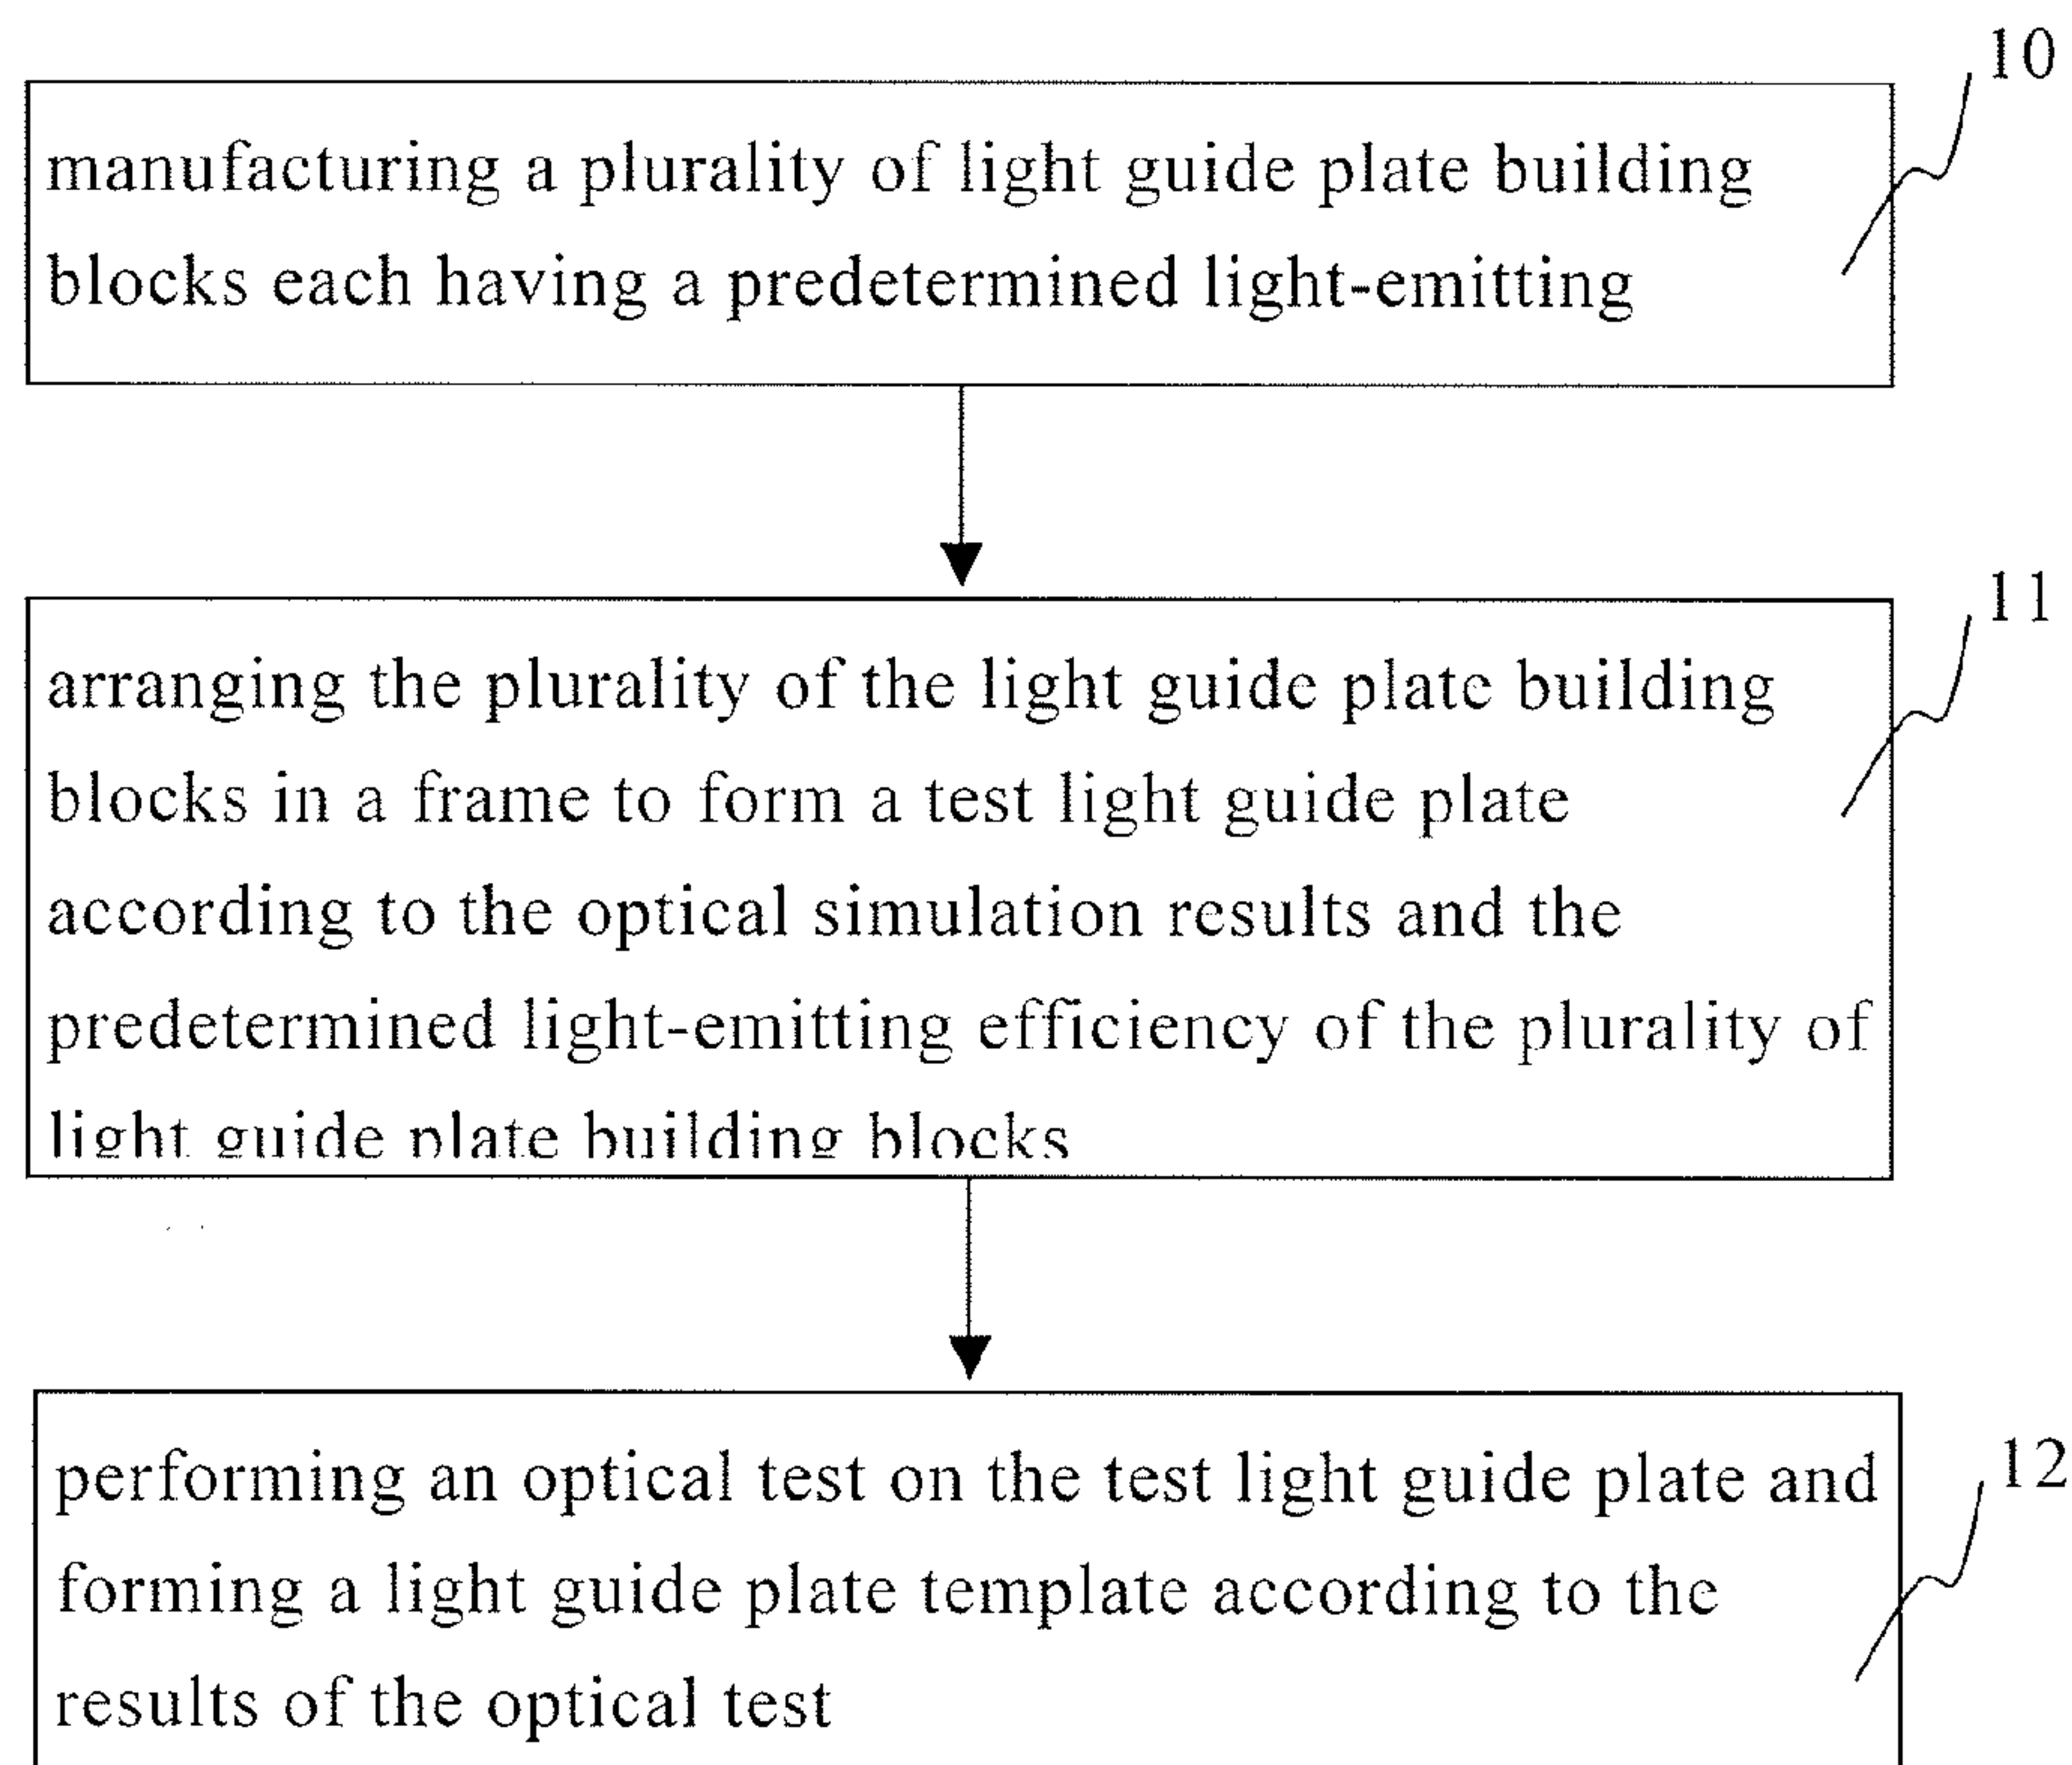 10
manufacturing a plurality of light guide plate building
blocks each having a predetermined light-emitting
11
arranging the plurality of the light guide plate building
blocks in a frame to form a test light guide plate
according to the optical simulation results and the
predetermined light-emitting efficiency of the plurality of
light guide plate building blocks
12
performing an optical test on the test light guide plate and
forming a light guide plate template according to the
results of the optical test